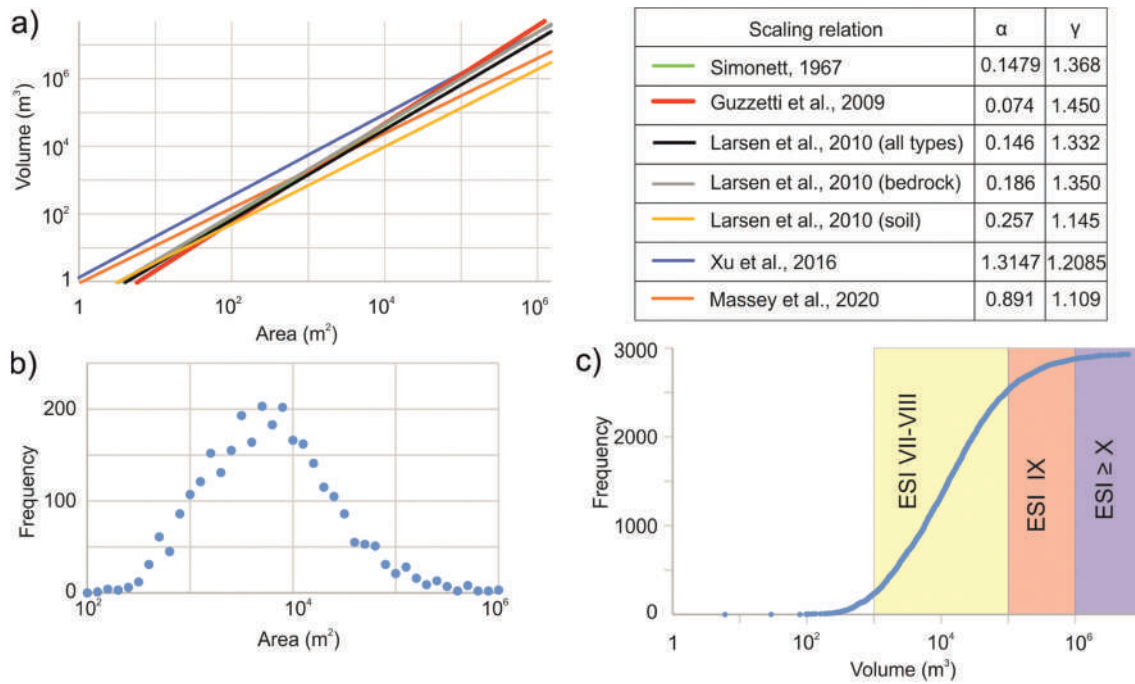 a)
10⁶
10⁴
10²
1
Volume (m³)
1
10²
10⁴
10⁶
Area (m²)
Scaling relation α γ
Simonett, 1967 0.1479 1.368
Guzzetti et al., 2009 0.074 1.450
Larsen et al., 2010 (all types) 0.146 1.332
Larsen et al., 2010 (bedrock) 0.186 1.350
Larsen et al., 2010 (soil) 0.257 1.145
Xu et al., 2016 1.3147 1.2085
Massey et al., 2020 0.891 1.109
b)
200
100
0
Frequency
10² 10⁴ 10⁶
Area (m²)
c)
3000
2000
1000
0
Frequency
ESI VII-VIII
ESI IX
ESI ≥ X
1 10² 10⁴ 10⁶
Volume (m³)